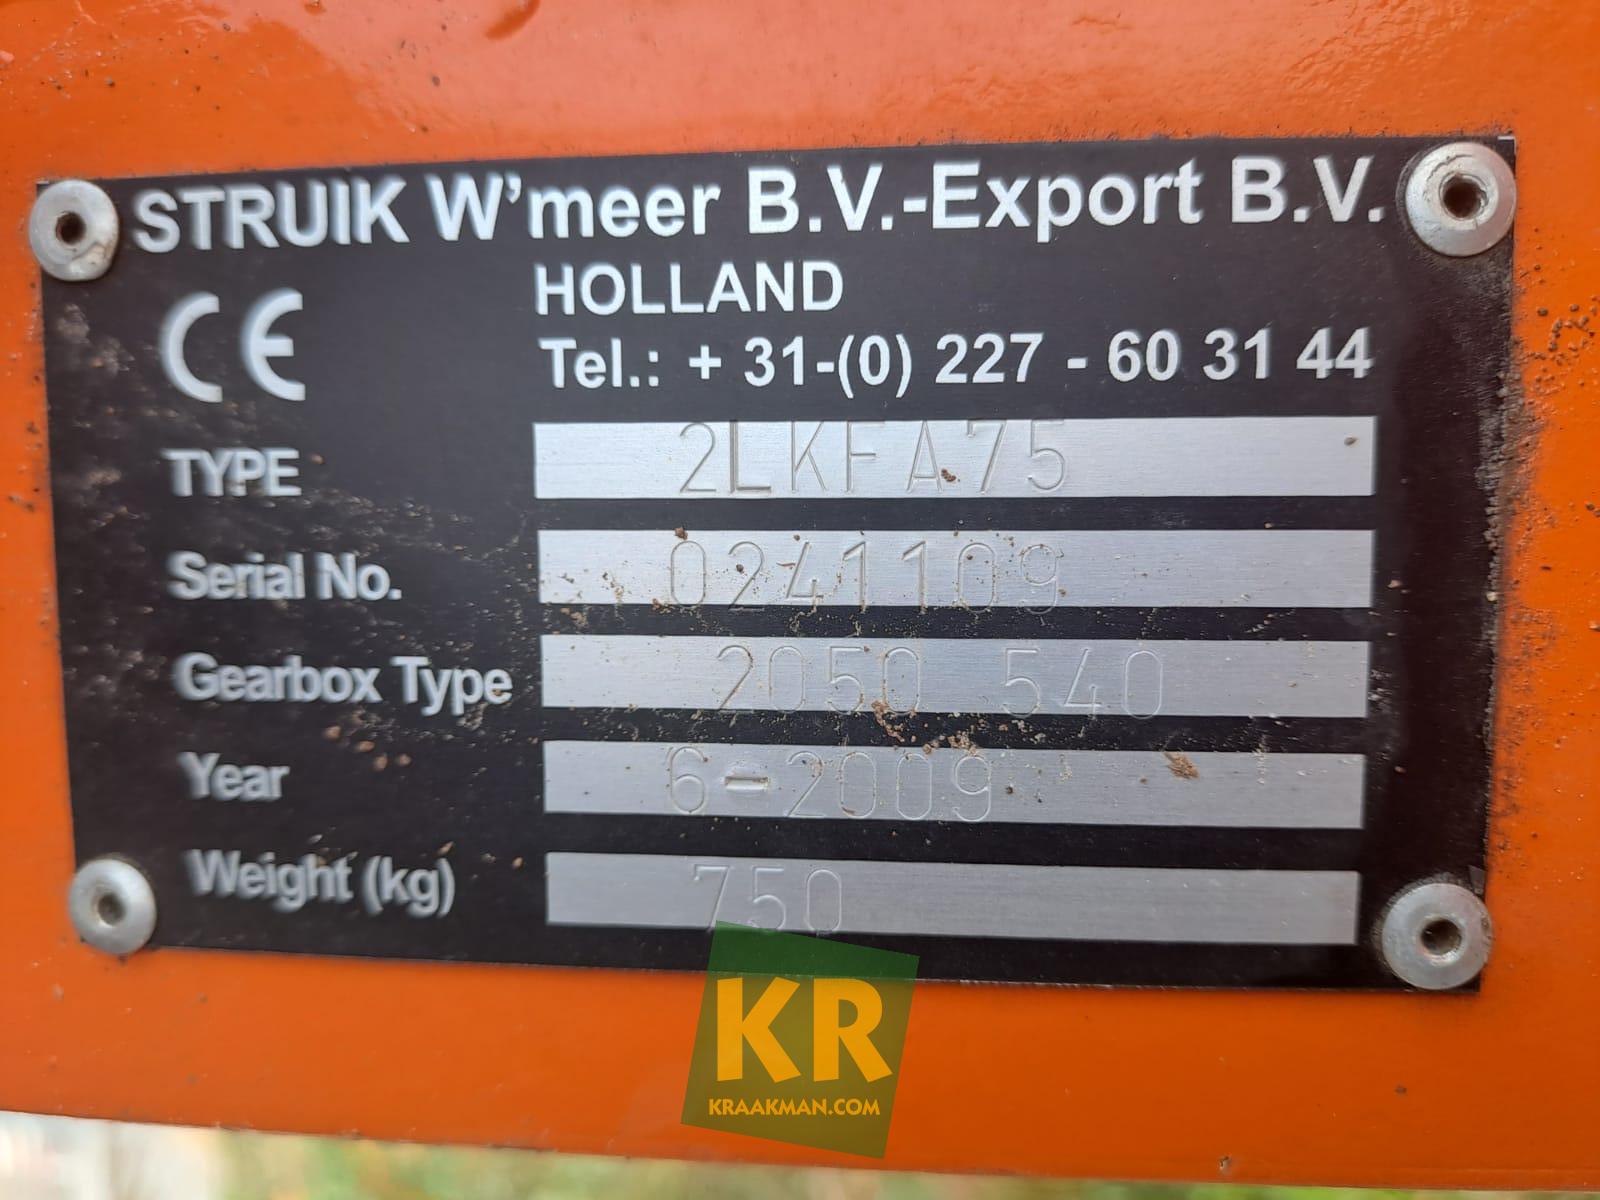 STRUIK W'meer B.V.-Export B.V.
HOLLAND
CE Tel.: + 31-(0) 227 - 60 31 44
TYPE 2LKFA75
Serial No. 0241109
Gearbox Type 2050 540
Year 6-2009
Weight (kg) 750
KR
KRAAKMAN.COM